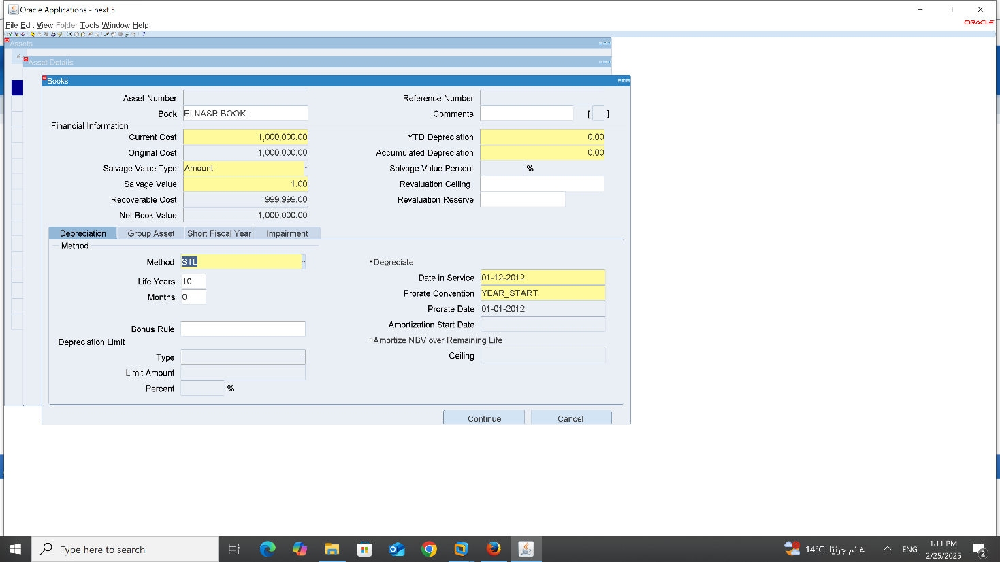 Oracle Applications - next 5
File Edit View Folder Tools Window Help
ORACLE
Assets
Asset Details
Books
Asset Number
Reference Number
Book ELNASR BOOK
Comments [ ]
Financial Information
Current Cost 1,000,000.00
YTD Depreciation 0.00
Original Cost 1,000,000.00
Accumulated Depreciation 0.00
Salvage Value Type Amount
Salvage Value Percent %
Salvage Value 1.00
Revaluation Ceiling
Recoverable Cost 999,999.00
Revaluation Reserve
Net Book Value 1,000,000.00
Depreciation Group Asset Short Fiscal Year Impairment
Method
Method STL
Depreciate
Life Years 10
Date in Service 01-12-2012
Months 0
Prorate Convention YEAR_START
Prorate Date 01-01-2012
Bonus Rule
Amortization Start Date
Depreciation Limit
Amortize NBV over Remaining Life
Type
Ceiling
Limit Amount
Percent %
Continue Cancel
Type here to search
1
14°C غائم جزئيًا
ENG
1:11 PM
2/25/2025
2